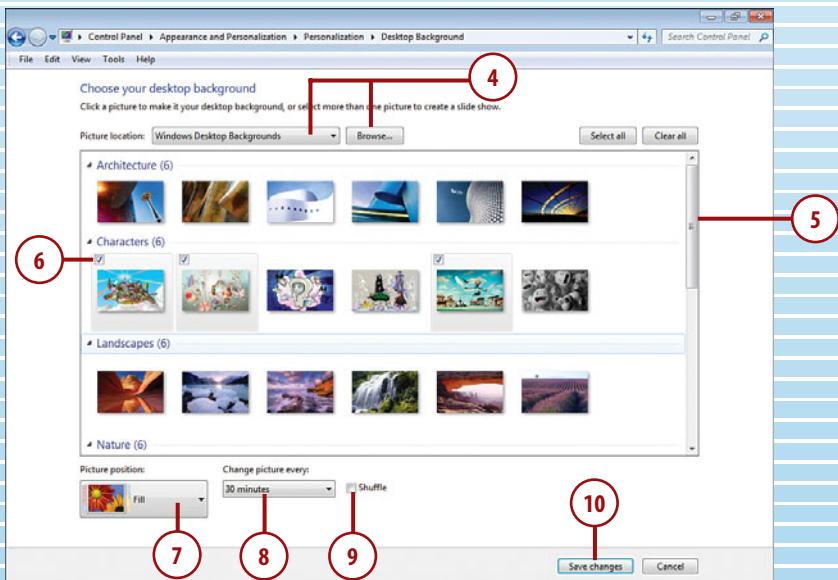 Control Panel ▸ Appearance and Personalization ▸ Personalization ▸ Desktop Background
Search Control Panel
File Edit View Tools Help
4
Choose your desktop background
Click a picture to make it your desktop background, or select more than one picture to create a slide show.
Picture location: Windows Desktop Backgrounds Browse... Select all Clear all
Architecture (6)
5
Characters (6)
6
Landscapes (6)
Nature (6)
Picture position: Change picture every:
Fill 30 minutes Shuffle
10
7 8 9
Save changes Cancel